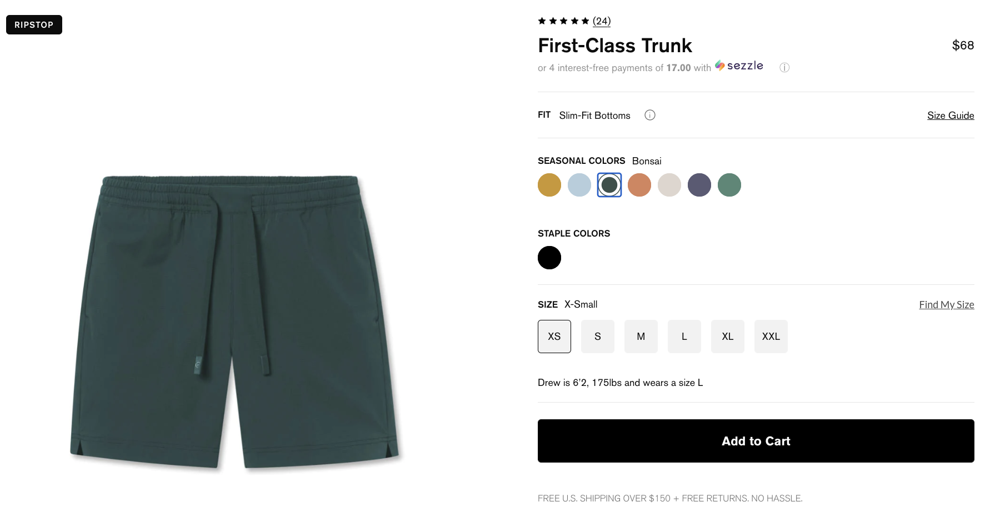 RIPSTOP
★★★★★ (24)
First-Class Trunk
$68
or 4 interest-free payments of 17.00 with sezzle ⓘ
FIT Slim-Fit Bottoms ⓘ
Size Guide
SEASONAL COLORS Bonsai
STAPLE COLORS
SIZE X-Small
Find My Size
XS S M L XL XXL
Drew is 6'2, 175lbs and wears a size L
Add to Cart
FREE U.S. SHIPPING OVER $150 + FREE RETURNS. NO HASSLE.